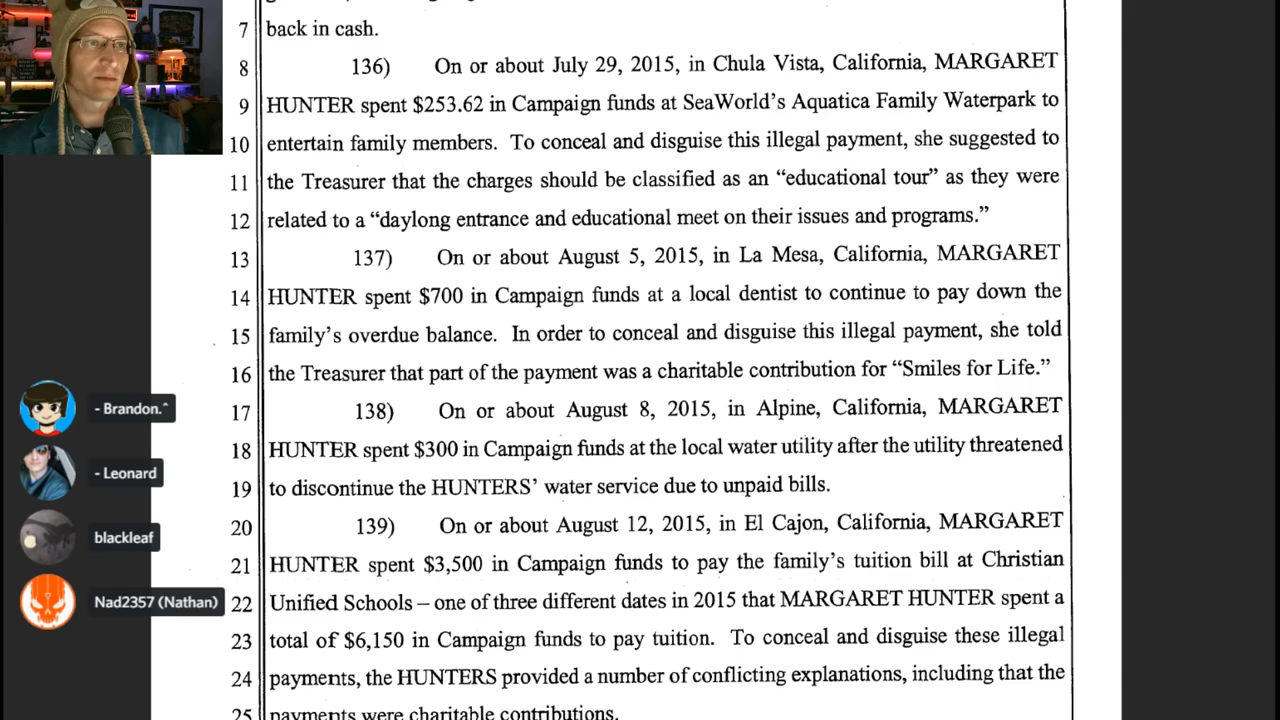 7 back in cash.
8 136) On or about July 29, 2015, in Chula Vista, California, MARGARET
9 HUNTER spent $253.62 in Campaign funds at SeaWorld's Aquatica Family Waterpark to
10 entertain family members. To conceal and disguise this illegal payment, she suggested to
11 the Treasurer that the charges should be classified as an "educational tour" as they were
12 related to a "daylong entrance and educational meet on their issues and programs."
13 137) On or about August 5, 2015, in La Mesa, California, MARGARET
14 HUNTER spent $700 in Campaign funds at a local dentist to continue to pay down the
15 family's overdue balance. In order to conceal and disguise this illegal payment, she told
16 the Treasurer that part of the payment was a charitable contribution for "Smiles for Life."
17 138) On or about August 8, 2015, in Alpine, California, MARGARET
18 HUNTER spent $300 in Campaign funds at the local water utility after the utility threatened
19 to discontinue the HUNTERS' water service due to unpaid bills.
20 139) On or about August 12, 2015, in El Cajon, California, MARGARET
21 HUNTER spent $3,500 in Campaign funds to pay the family's tuition bill at Christian
22 Unified Schools – one of three different dates in 2015 that MARGARET HUNTER spent a
23 total of $6,150 in Campaign funds to pay tuition. To conceal and disguise these illegal
24 payments, the HUNTERS provided a number of conflicting explanations, including that the
25 payments were charitable contributions.
- Brandon.^
- Leonard
blackleaf
Nad2357 (Nathan)